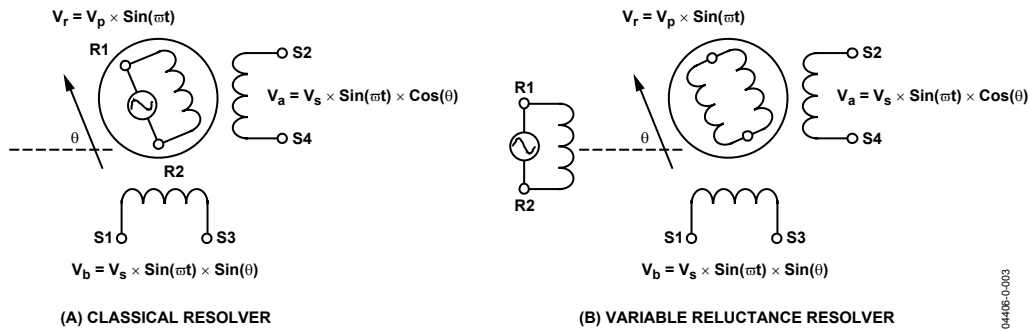 Vr = Vp × Sin(ϖt)
R1
S2
Va = Vs × Sin(ϖt) × Cos(θ)
θ
S4
R2
S1
S3
Vb = Vs × Sin(ϖt) × Sin(θ)
(A) CLASSICAL RESOLVER
Vr = Vp × Sin(ϖt)
S2
R1
Va = Vs × Sin(ϖt) × Cos(θ)
θ
S4
R2
S1
S3
Vb = Vs × Sin(ϖt) × Sin(θ)
(B) VARIABLE RELUCTANCE RESOLVER
04406-0-003